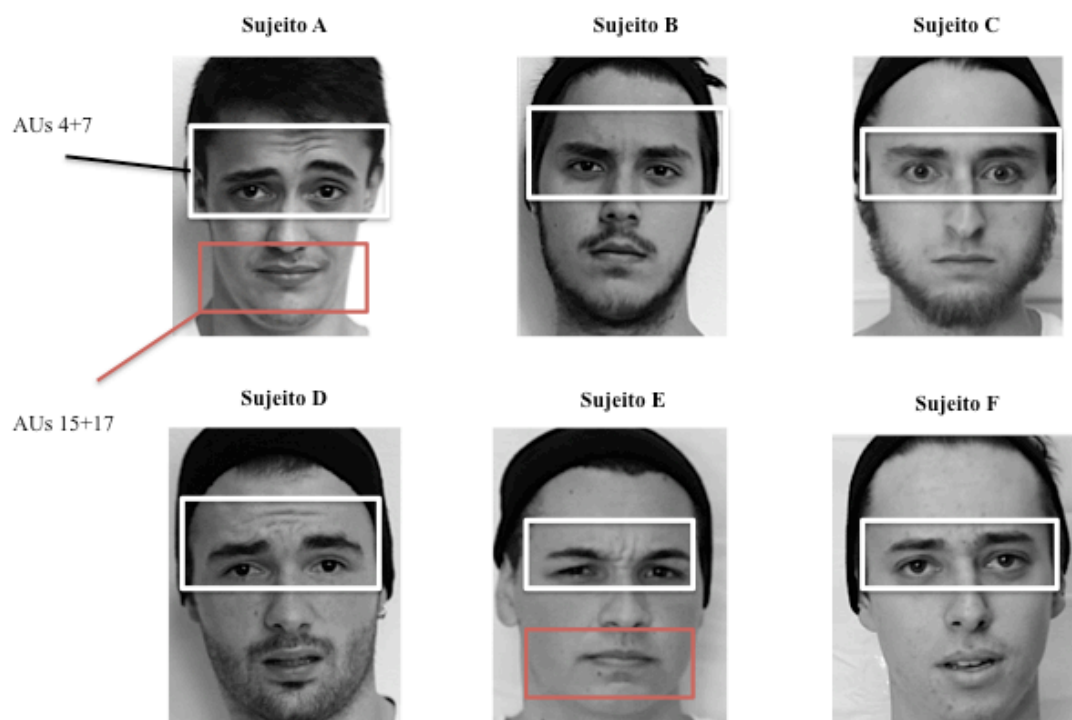 Sujeito A
Sujeito B
Sujeito C
AUs 4+7
AUs 15+17
Sujeito D
Sujeito E
Sujeito F